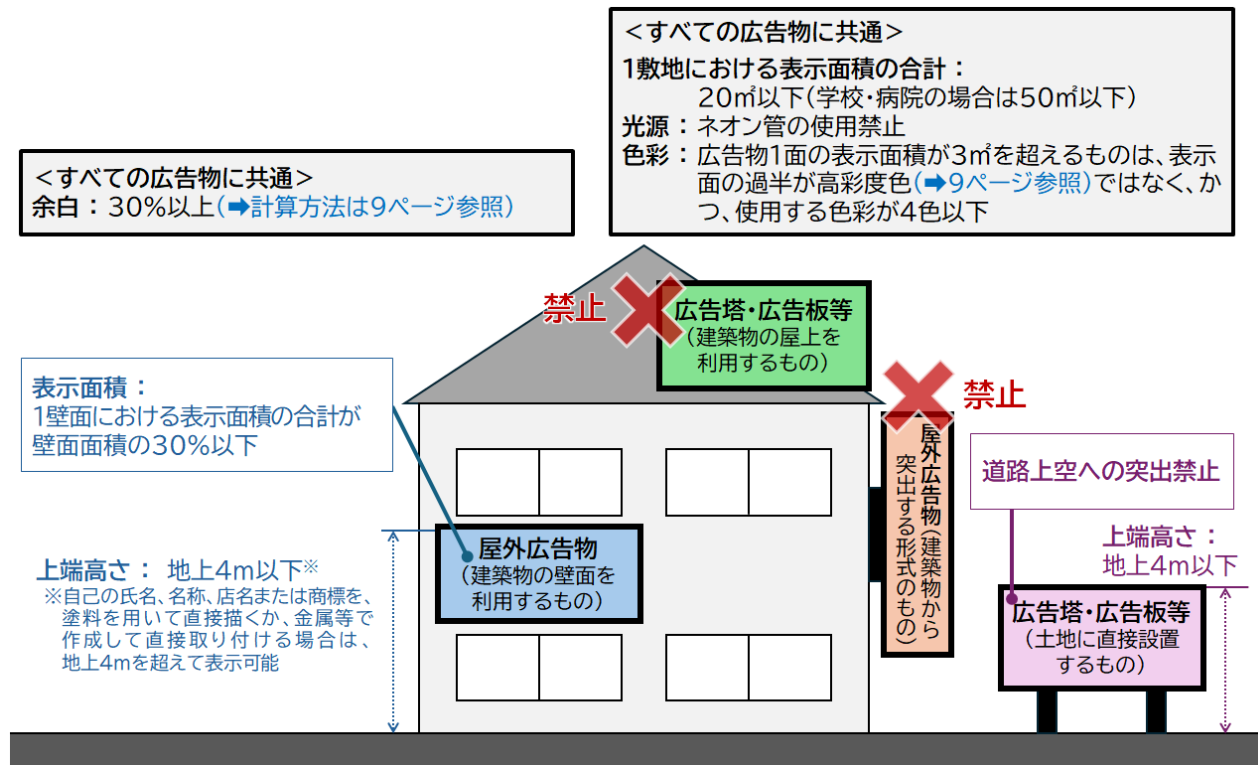 ＜すべての広告物に共通＞
1敷地における表示面積の合計：
20㎡以下（学校・病院の場合は50㎡以下）
光源：ネオン管の使用禁止
色彩：広告物1面の表示面積が3㎡を超えるものは、表示
面の過半が高彩度色（➡9ページ参照）ではなく、か
つ、使用する色彩が4色以下
＜すべての広告物に共通＞
余白：30%以上（➡計算方法は9ページ参照）
禁止
広告塔・広告板等
（建築物の屋上を
利用するもの）
禁止
表示面積：
1壁面における表示面積の合計が
壁面面積の30%以下
屋外広告物（建築物から
突出する形式のもの）
道路上空への突出禁止
屋外広告物
（建築物の壁面を
利用するもの）
上端高さ：地上4m以下※
※自己の氏名、名称、店名または商標を、
塗料を用いて直接描くか、金属等で
作成して直接取り付ける場合は、
地上4mを超えて表示可能
上端高さ：
地上4m以下
広告塔・広告板等
（土地に直接設置
するもの）